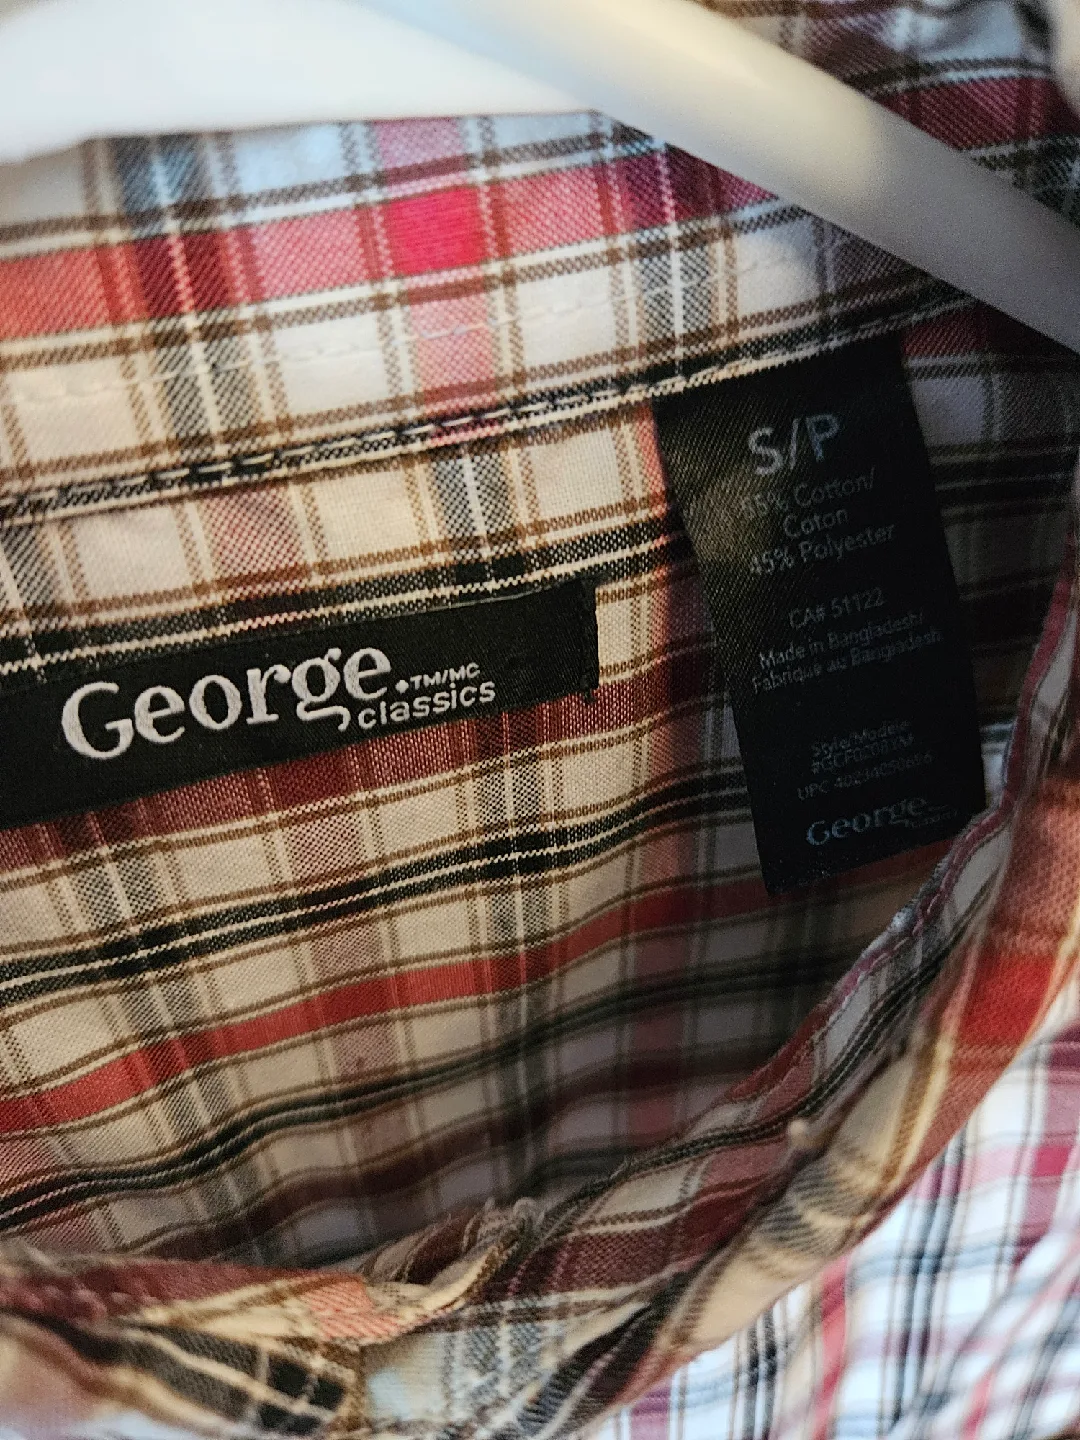 George.TM/MC
classics
S/P
55% Cotton/
Coton
45% Polyester
CA# 51122
Made in Bangladesh/
Fabriqué au Bangladesh
Style/Modèle
UPC
George